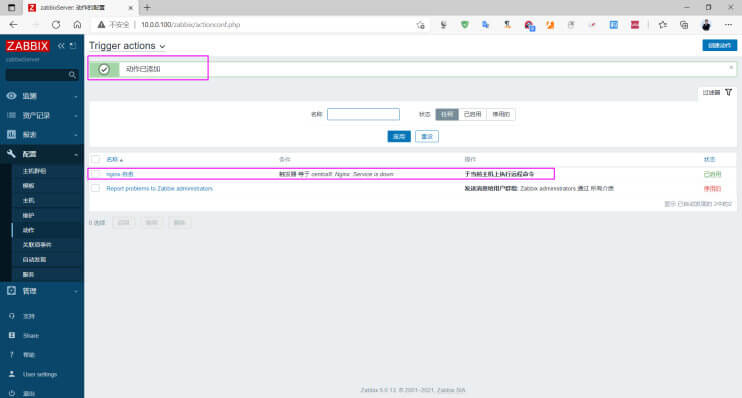 zabbixServer: 动作的配置
不安全 | 10.0.0.100/zabbix/actionconf.php
ZABBIX
zabbixServer
Trigger actions
创建动作
动作已添加
过滤器
名称
状态 任何 已启用 停用的
应用 重设
监测
资产记录
报表
配置
主机群组
模板
主机
维护
动作
关联项事件
自动发现
服务
管理
支持
Share
帮助
User settings
退出
名称 条件 操作 状态
触发器 等于 centos8: Nginx Service is down 于当前主机上执行远程命令 已启用
Report problems to Zabbix administrators 发送消息给用户群组: Zabbix administrators 通过 所有介质 停用的
显示 已自动发现的 2中的2
0 选择 启用 禁用 删除
Zabbix 5.0.13. © 2001–2021, Zabbix SIA